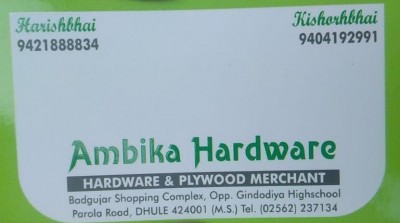 Harishbhai
9421888834
Kishorhbhai
9404192991
Ambika Hardware
HARDWARE & PLYWOOD MERCHANT
Badgujar Shopping Complex, Opp. Gindodiya Highschool
Parola Road, DHULE 424001 (M.S.) Tel. (02562) 237134